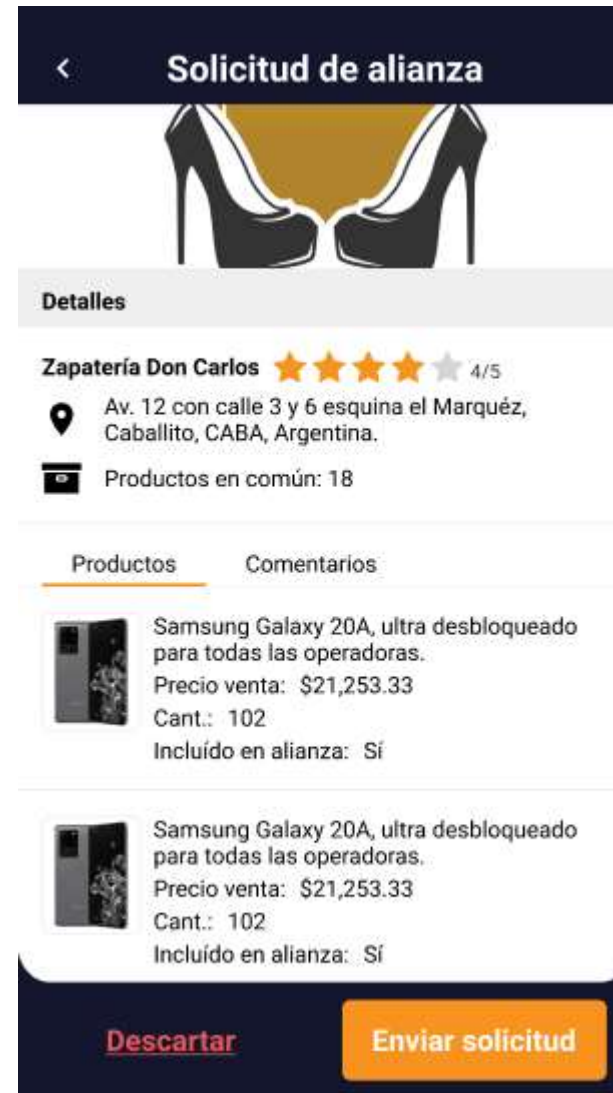 Solicitud de alianza
Detalles
Zapatería Don Carlos 4/5
Av. 12 con calle 3 y 6 esquina el Marquéz,
Caballito, CABA, Argentina.
Productos en común: 18
Productos Comentarios
Samsung Galaxy 20A, ultra desbloqueado
para todas las operadoras.
Precio venta: $21,253.33
Cant.: 102
Incluído en alianza: Sí
Samsung Galaxy 20A, ultra desbloqueado
para todas las operadoras.
Precio venta: $21,253.33
Cant.: 102
Incluído en alianza: Sí
Descartar Enviar solicitud